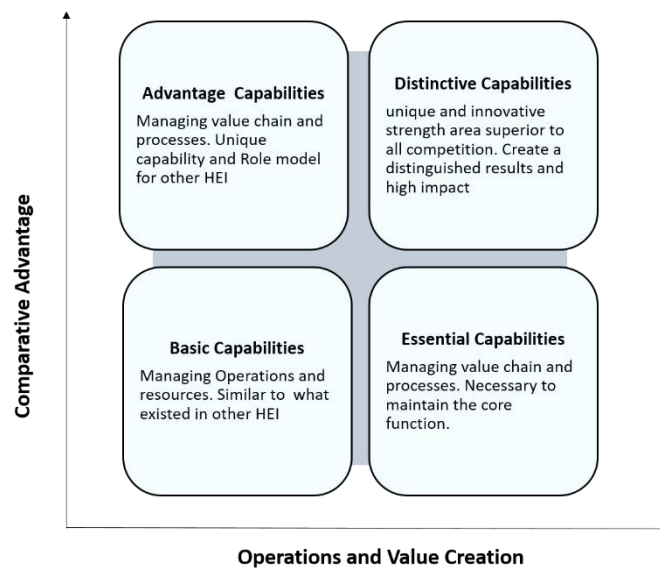 Comparative Advantage
Advantage Capabilities
Managing value chain and
processes. Unique
capability and Role model
for other HEI
Distinctive Capabilities
unique and innovative
strength area superior to
all competition. Create a
distinguished results and
high impact
Basic Capabilities
Managing Operations and
resources. Similar to what
existed in other HEI
Essential Capabilities
Managing value chain and
processes. Necessary to
maintain the core
function.
Operations and Value Creation